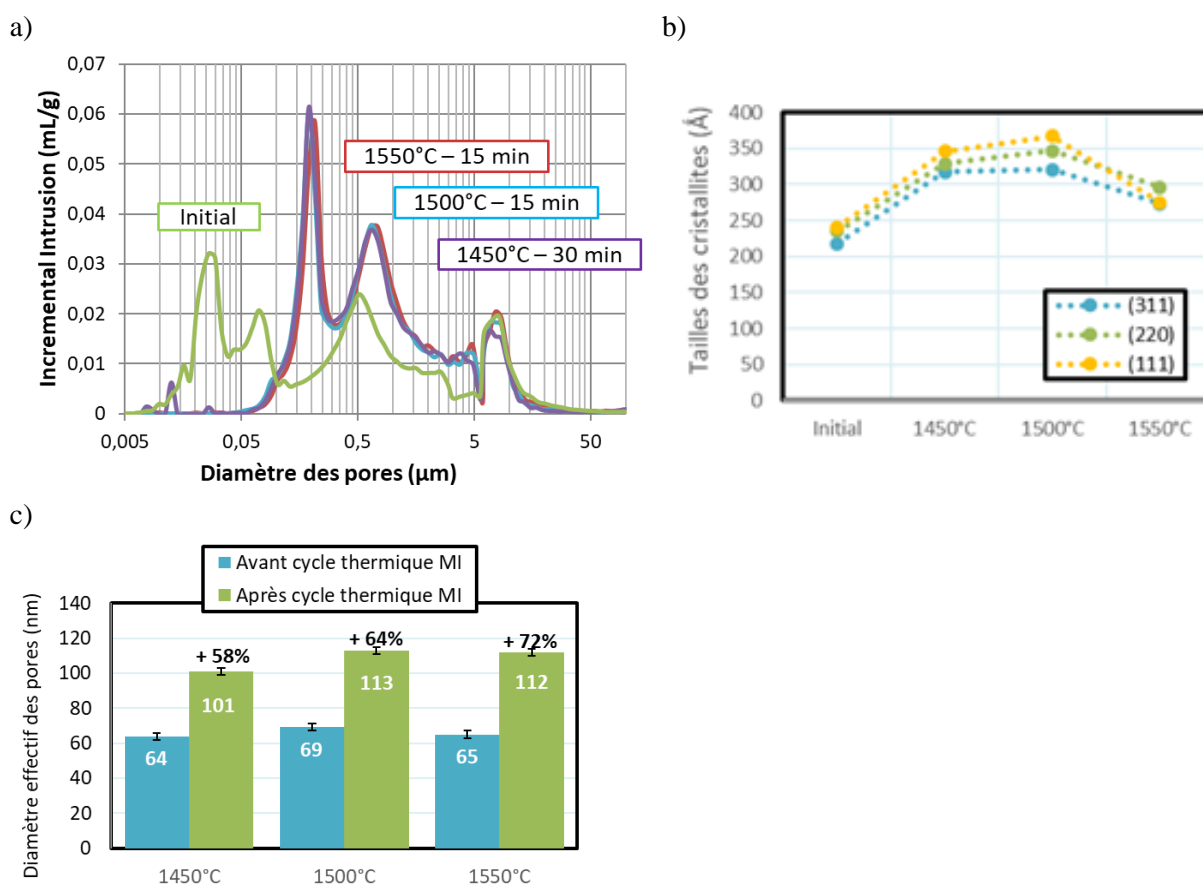 a)
0,07
0,06
0,05
0,04
0,03
0,02
0,01
0
Incremental Intrusion (mL/g)
1550°C – 15 min
1500°C – 15 min
Initial
1450°C – 30 min
0,005
0,05
0,5
5
50
Diamètre des pores (µm)
b)
400
350
300
250
200
150
100
50
0
Tailles des cristallites (Å)
(311)
(220)
(111)
Initial
1450°C
1500°C
1550°C
c)
Avant cycle thermique MI
Après cycle thermique MI
140
120
100
80
60
40
20
0
Diamètre effectif des pores (nm)
+ 58%
+ 64%
+ 72%
64
101
69
113
65
112
1450°C
1500°C
1550°C